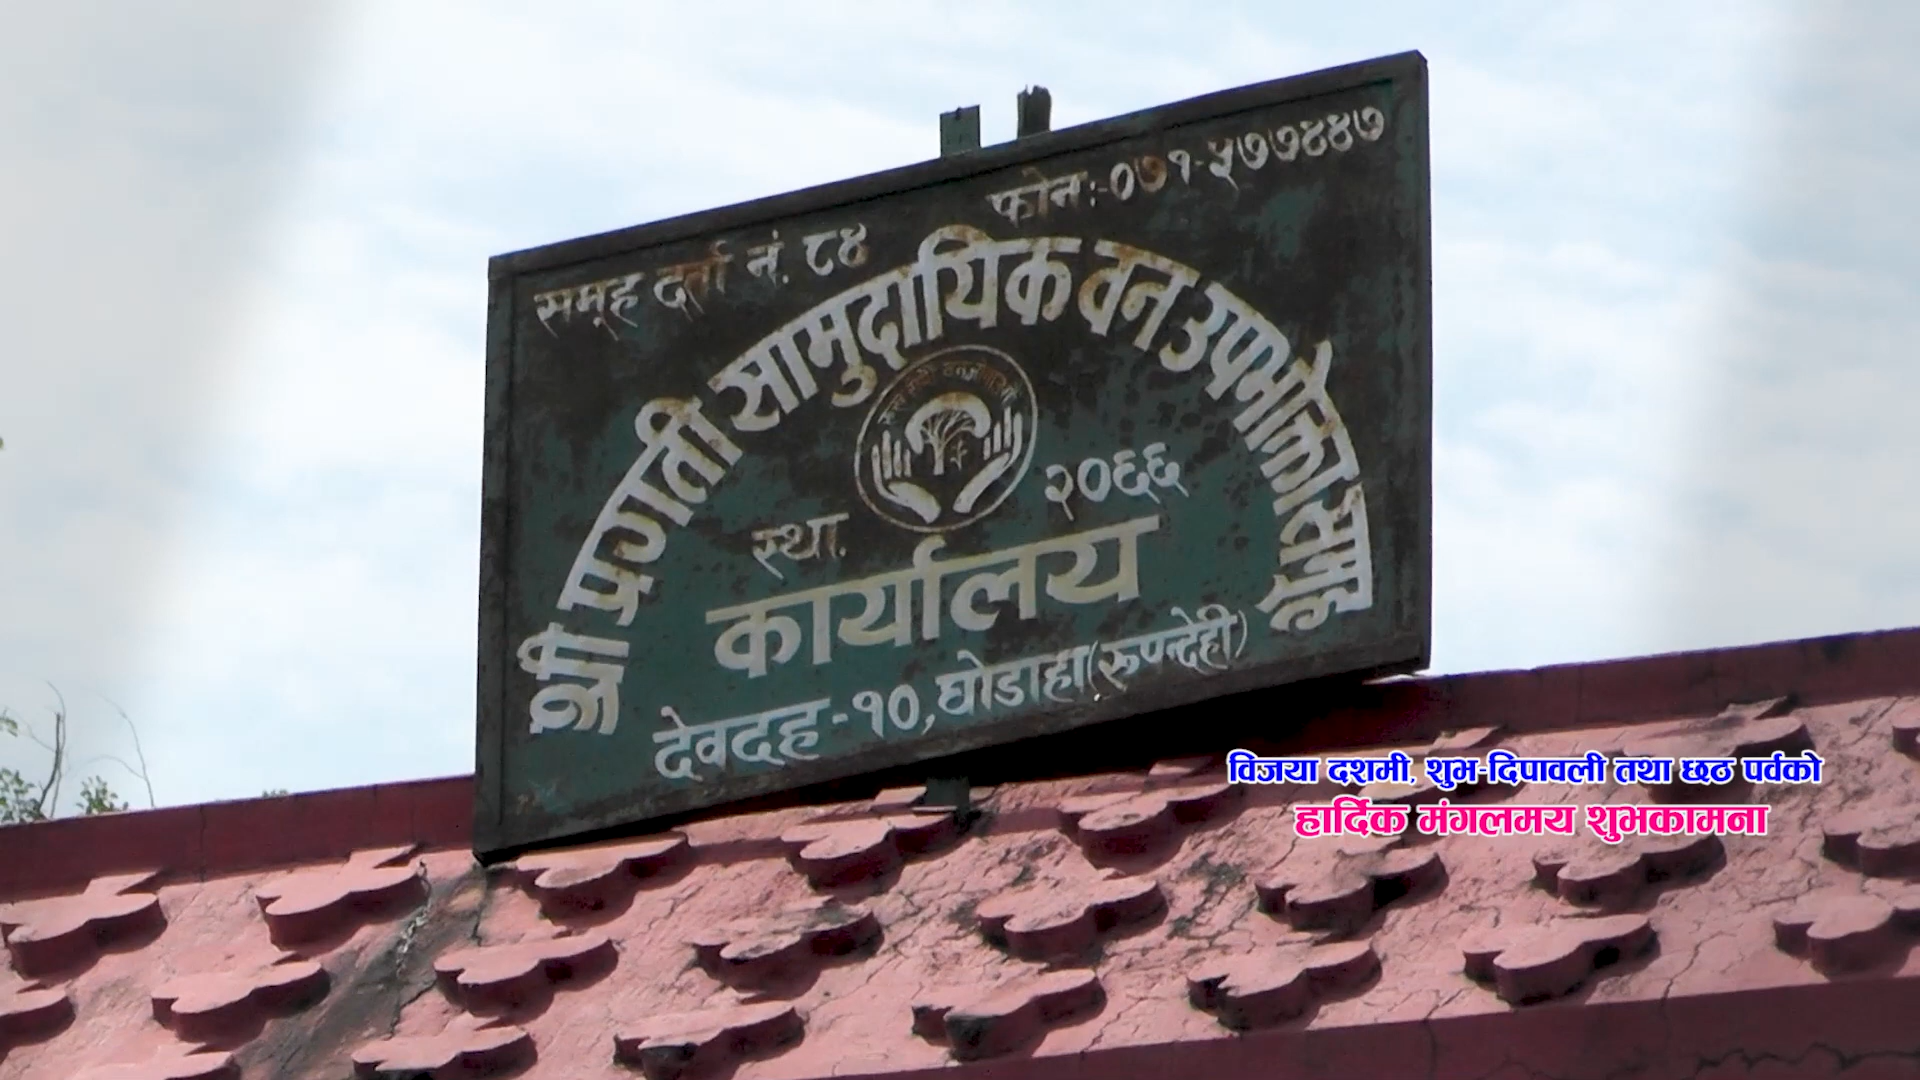 समूह दर्ता नं. ८४
फोन:-०७१-५७७४४७
श्री प्रगती सामुदायिक वन उपभोक्ता समूह
स्था. २०६६
कार्यालय
देवदह -१०, घोडाहा (रुपन्देही)
विजया दशमी, शुभ-दिपावली तथा छठ पर्वको
हार्दिक मंगलमय शुभकामना